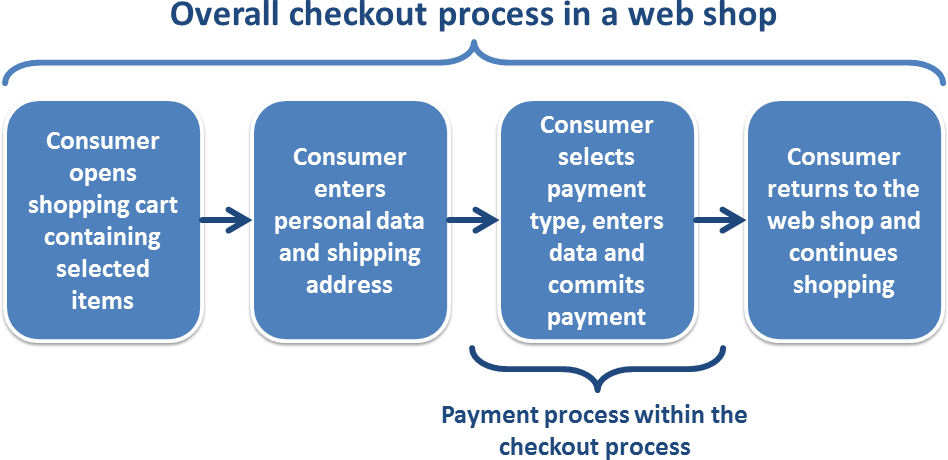 Overall checkout process in a web shop
Consumer
opens
shopping cart
containing
selected
items
Consumer
enters
personal data
and shipping
address
Consumer
selects
payment
type, enters
data and
commits
payment
Consumer
returns to the
web shop and
continues
shopping
Payment process within the
checkout process